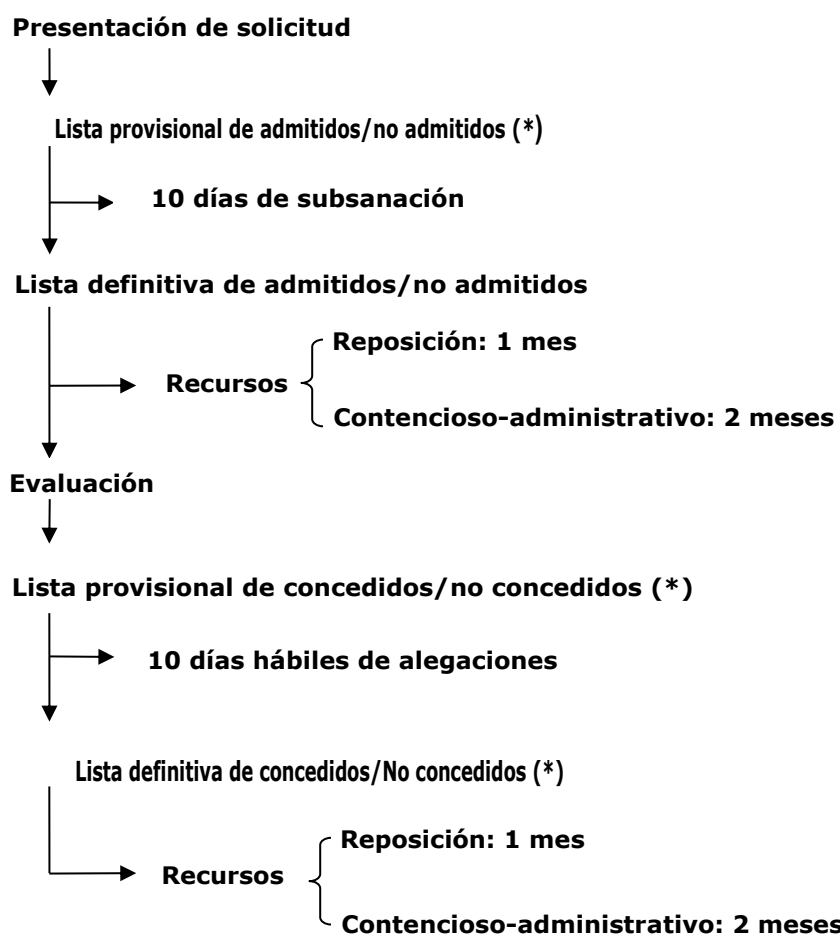 Presentación de solicitud
Lista provisional de admitidos/no admitidos (*)
10 días de subsanación
Lista definitiva de admitidos/no admitidos
Reposición: 1 mes
Recursos
Contencioso-administrativo: 2 meses
Evaluación
Lista provisional de concedidos/no concedidos (*)
10 días hábiles de alegaciones
Lista definitiva de concedidos/No concedidos (*)
Reposición: 1 mes
Recursos
Contencioso-administrativo: 2 meses